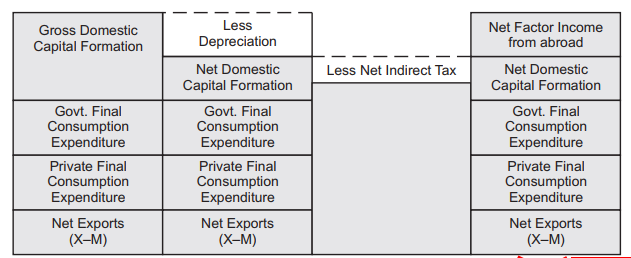 Gross Domestic
Capital Formation
Govt. Final
Consumption
Expenditure
Private Final
Consumption
Expenditure
Net Exports
(X–M)
Less
Depreciation
Net Domestic
Capital Formation
Govt. Final
Consumption
Expenditure
Private Final
Consumption
Expenditure
Net Exports
(X–M)
Less Net Indirect Tax
Net Factor Income
from abroad
Net Domestic
Capital Formation
Govt. Final
Consumption
Expenditure
Private Final
Consumption
Expenditure
Net Exports
(X–M)